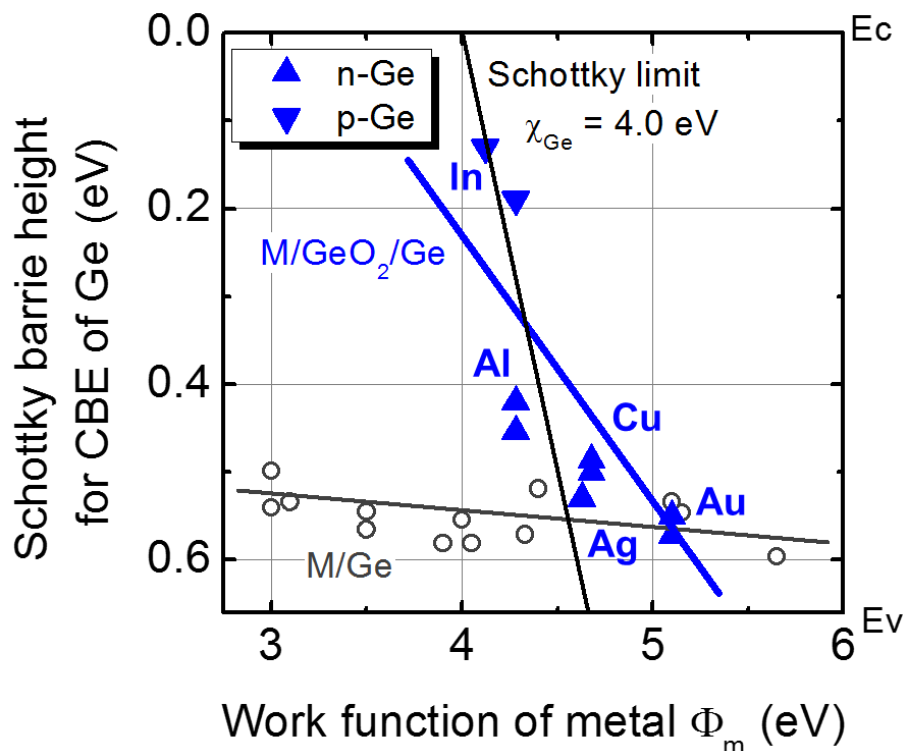 0.0
Ec
n-Ge
p-Ge
Schottky limit
χGe = 4.0 eV
In
0.2
M/GeO2/Ge
Al
0.4
Cu
Au
Ag
M/Ge
0.6
Ev
3
4
5
6
Schottky barrie height
for CBE of Ge (eV)
Work function of metal Φm (eV)